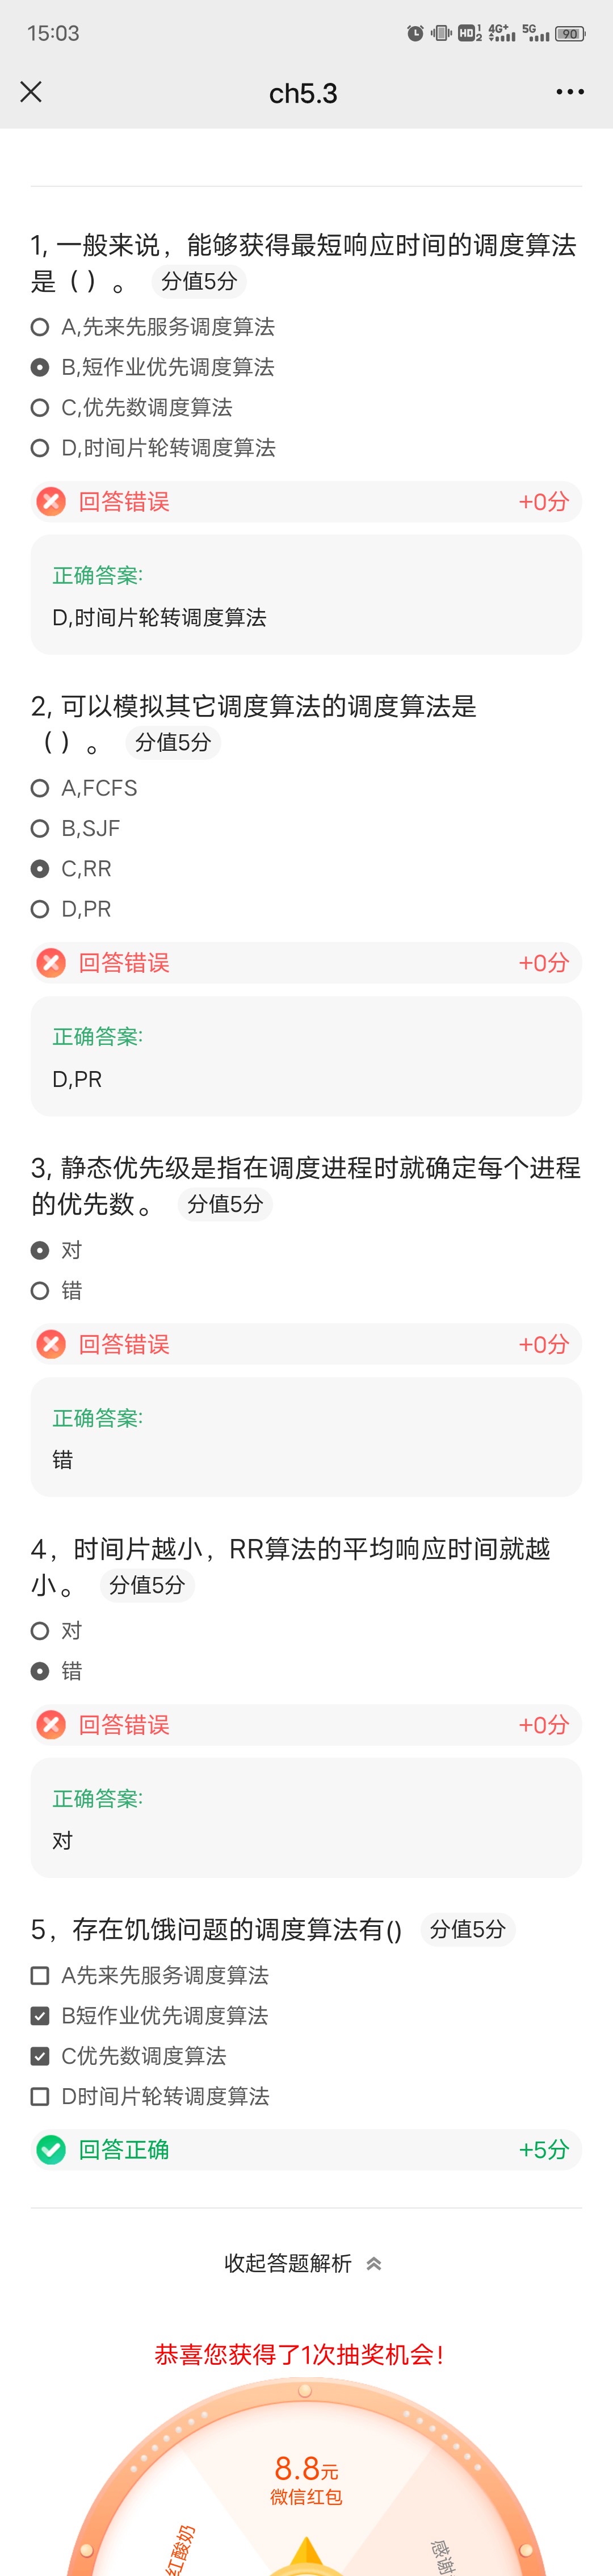 15:03
HD 1 2 4G+ 5G 90
ch5.3
1, 一般来说，能够获得最短响应时间的调度算法
是（ ）。 分值5分
A,先来先服务调度算法
B,短作业优先调度算法
C,优先数调度算法
D,时间片轮转调度算法
回答错误 +0分
正确答案:
D,时间片轮转调度算法
2, 可以模拟其它调度算法的调度算法是
（ ）。 分值5分
A,FCFS
B,SJF
C,RR
D,PR
回答错误 +0分
正确答案:
D,PR
3, 静态优先级是指在调度进程时就确定每个进程
的优先数。 分值5分
对
错
回答错误 +0分
正确答案:
错
4，时间片越小，RR算法的平均响应时间就越
小。 分值5分
对
错
回答错误 +0分
正确答案:
对
5，存在饥饿问题的调度算法有() 分值5分
A先来先服务调度算法
B短作业优先调度算法
C优先数调度算法
D时间片轮转调度算法
回答正确 +5分
收起答题解析
恭喜您获得了1次抽奖机会！
8.8元
微信红包
红酸奶
感谢